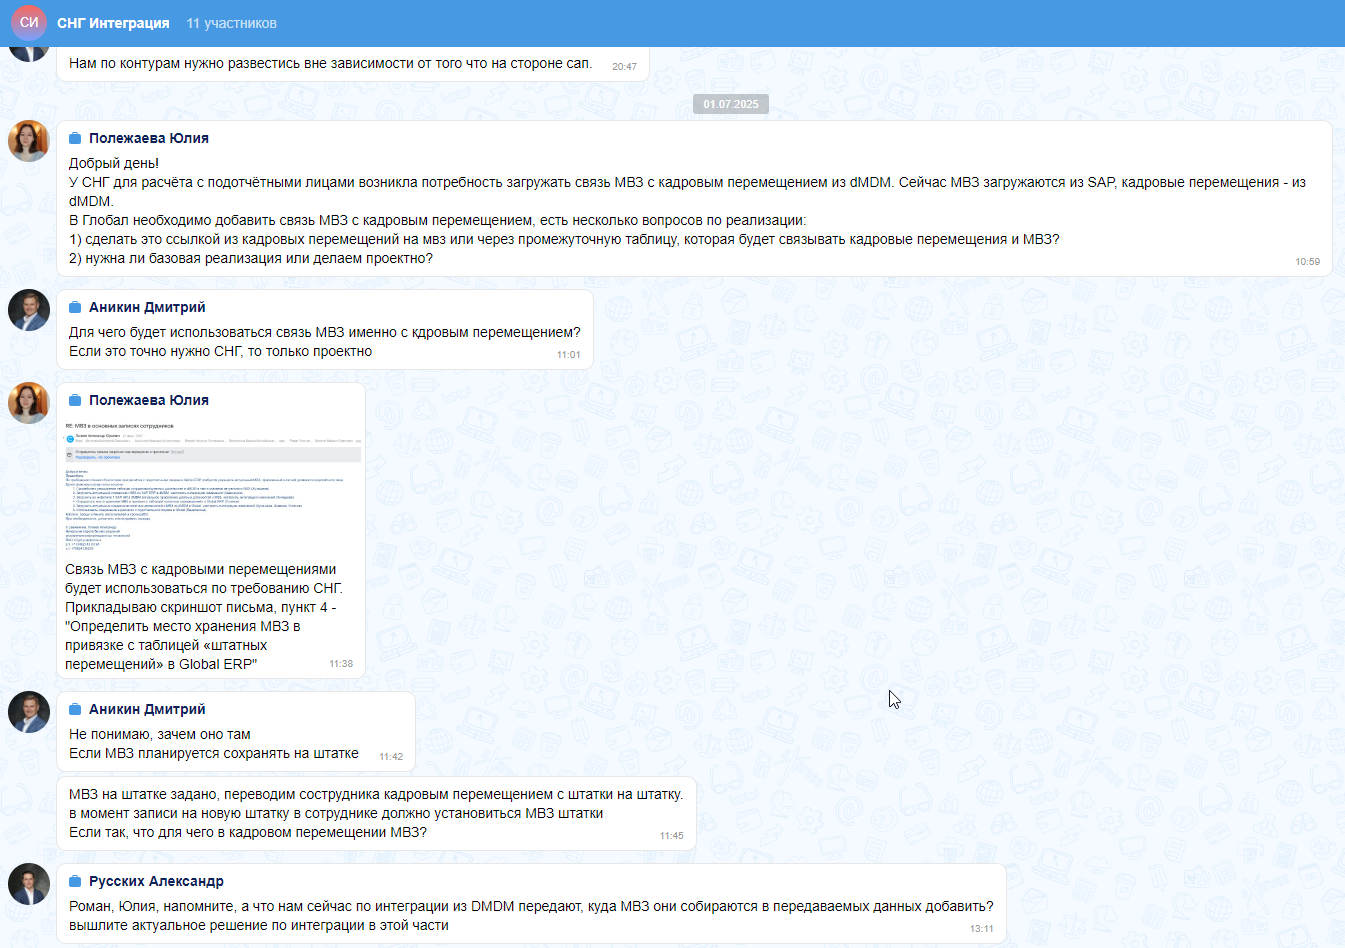 СИ СНГ Интеграция 11 участников
Нам по контурам нужно развестись вне зависимости от того что на стороне сап. 20:47
01.07.2025
Полежаева Юлия
Добрый день!
У СНГ для расчёта с подотчётными лицами возникла потребность загружать связь МВЗ с кадровым перемещением из dMDM. Сейчас МВЗ загружаются из SAP, кадровые перемещения - из
dMDM.
В Глобал необходимо добавить связь МВЗ с кадровым перемещением, есть несколько вопросов по реализации:
1) сделать это ссылкой из кадровых перемещений на мвз или через промежуточную таблицу, которая будет связывать кадровые перемещения и МВЗ?
2) нужна ли базовая реализация или делаем проектно?
10:59
Аникин Дмитрий
Для чего будет использоваться связь МВЗ именно с кдровым перемещением?
Если это точно нужно СНГ, то только проектно
11:01
Полежаева Юлия
RE: МВЗ в основных записях сотрудников
Связь МВЗ с кадровыми перемещениями
будет использоваться по требованию СНГ.
Прикладываю скриншот письма, пункт 4 -
"Определить место хранения МВЗ в
привязке с таблицей «штатных
перемещений» в Global ERP"
11:38
Аникин Дмитрий
Не понимаю, зачем оно там
Если МВЗ планируется сохранять на штатке
11:42
МВЗ на штатке задано, переводим сострудника кадровым перемещением с штатки на штатку.
в момент записи на новую штатку в сотруднике должно установиться МВЗ штатки
Если так, что для чего в кадровом перемещении МВЗ?
11:45
Русских Александр
Роман, Юлия, напомните, а что нам сейчас по интеграции из DMDM передают, куда МВЗ они собираются в передаваемых данных добавить?
вышлите актуальное решение по интеграции в этой части
13:11